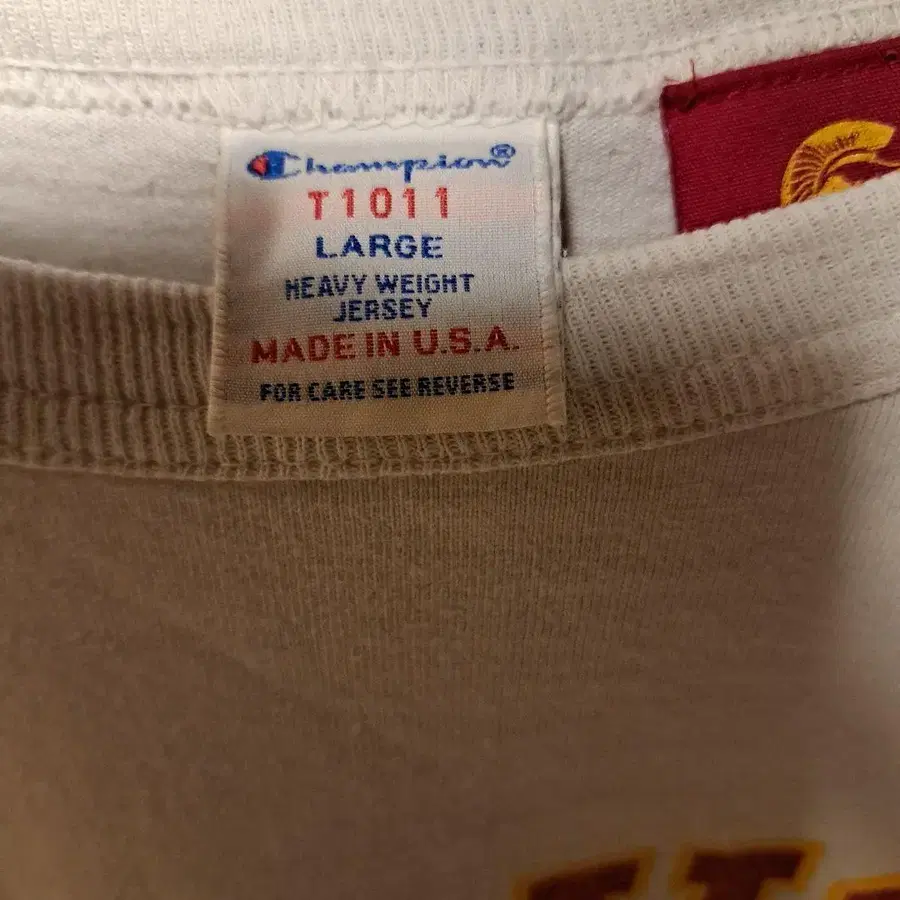 Champion®
T1011
LARGE
HEAVY WEIGHT
JERSEY
MADE IN U.S.A.
FOR CARE SEE REVERSE